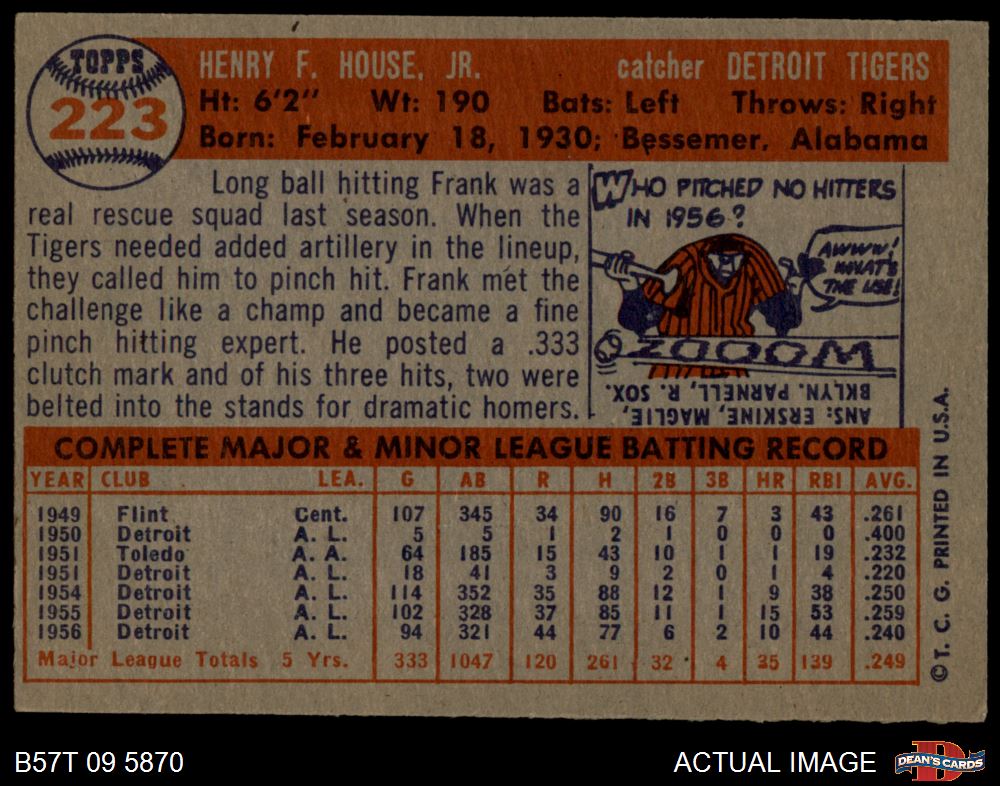 TOPPS
223
HENRY F. HOUSE, JR. catcher DETROIT TIGERS
Ht: 6'2" Wt: 190 Bats: Left Throws: Right
Born: February 18, 1930; Bessemer, Alabama
Long ball hitting Frank was a
real rescue squad last season. When the
Tigers needed added artillery in the lineup,
they called him to pinch hit. Frank met the
challenge like a champ and became a fine
pinch hitting expert. He posted a .333
clutch mark and of his three hits, two were
belted into the stands for dramatic homers.
WHO PITCHED NO HITTERS
IN 1956?
AWWW!
WHAT'S
THE USE!
ZOOOOM
ANS: ERSKINE, MAGLIE,
BKLYN. PARNELL, R. SOX.
COMPLETE MAJOR & MINOR LEAGUE BATTING RECORD
YEAR CLUB LEA. G AB R H 2B 3B HR RBI AVG.
1949 Flint Cent. 107 345 34 90 16 7 3 43 .261
1950 Detroit A. L. 5 5 1 2 1 0 0 0 .400
1951 Toledo A. A. 64 185 15 43 10 1 1 19 .232
1951 Detroit A. L. 18 41 3 9 2 0 1 4 .220
1954 Detroit A. L. 114 352 35 88 12 1 9 38 .250
1955 Detroit A. L. 102 328 37 85 11 1 15 53 .259
1956 Detroit A. L. 94 321 44 77 6 2 10 44 .240
Major League Totals 5 Yrs. 333 1047 120 261 32 4 35 139 .249
© T. C. G. PRINTED IN U.S.A.
B57T 09 5870 ACTUAL IMAGE
D
DEAN'S CARDS